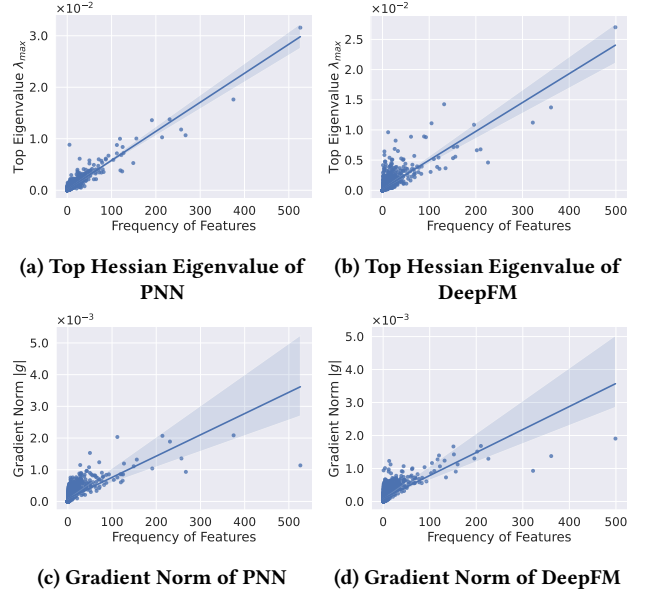 ×10⁻²
3.0
2.0
1.0
0.0
Top Eigenvalue λmax
0 100 200 300 400 500
Frequency of Features
(a) Top Hessian Eigenvalue of
PNN
×10⁻²
2.5
2.0
1.5
1.0
0.5
0.0
Top Eigenvalue λmax
0 100 200 300 400 500
Frequency of Features
(b) Top Hessian Eigenvalue of
DeepFM
×10⁻³
5.0
4.0
3.0
2.0
1.0
0.0
Gradient Norm |g|
0 100 200 300 400 500
Frequency of Features
(c) Gradient Norm of PNN
×10⁻³
5.0
4.0
3.0
2.0
1.0
0.0
Gradient Norm |g|
0 100 200 300 400 500
Frequency of Features
(d) Gradient Norm of DeepFM